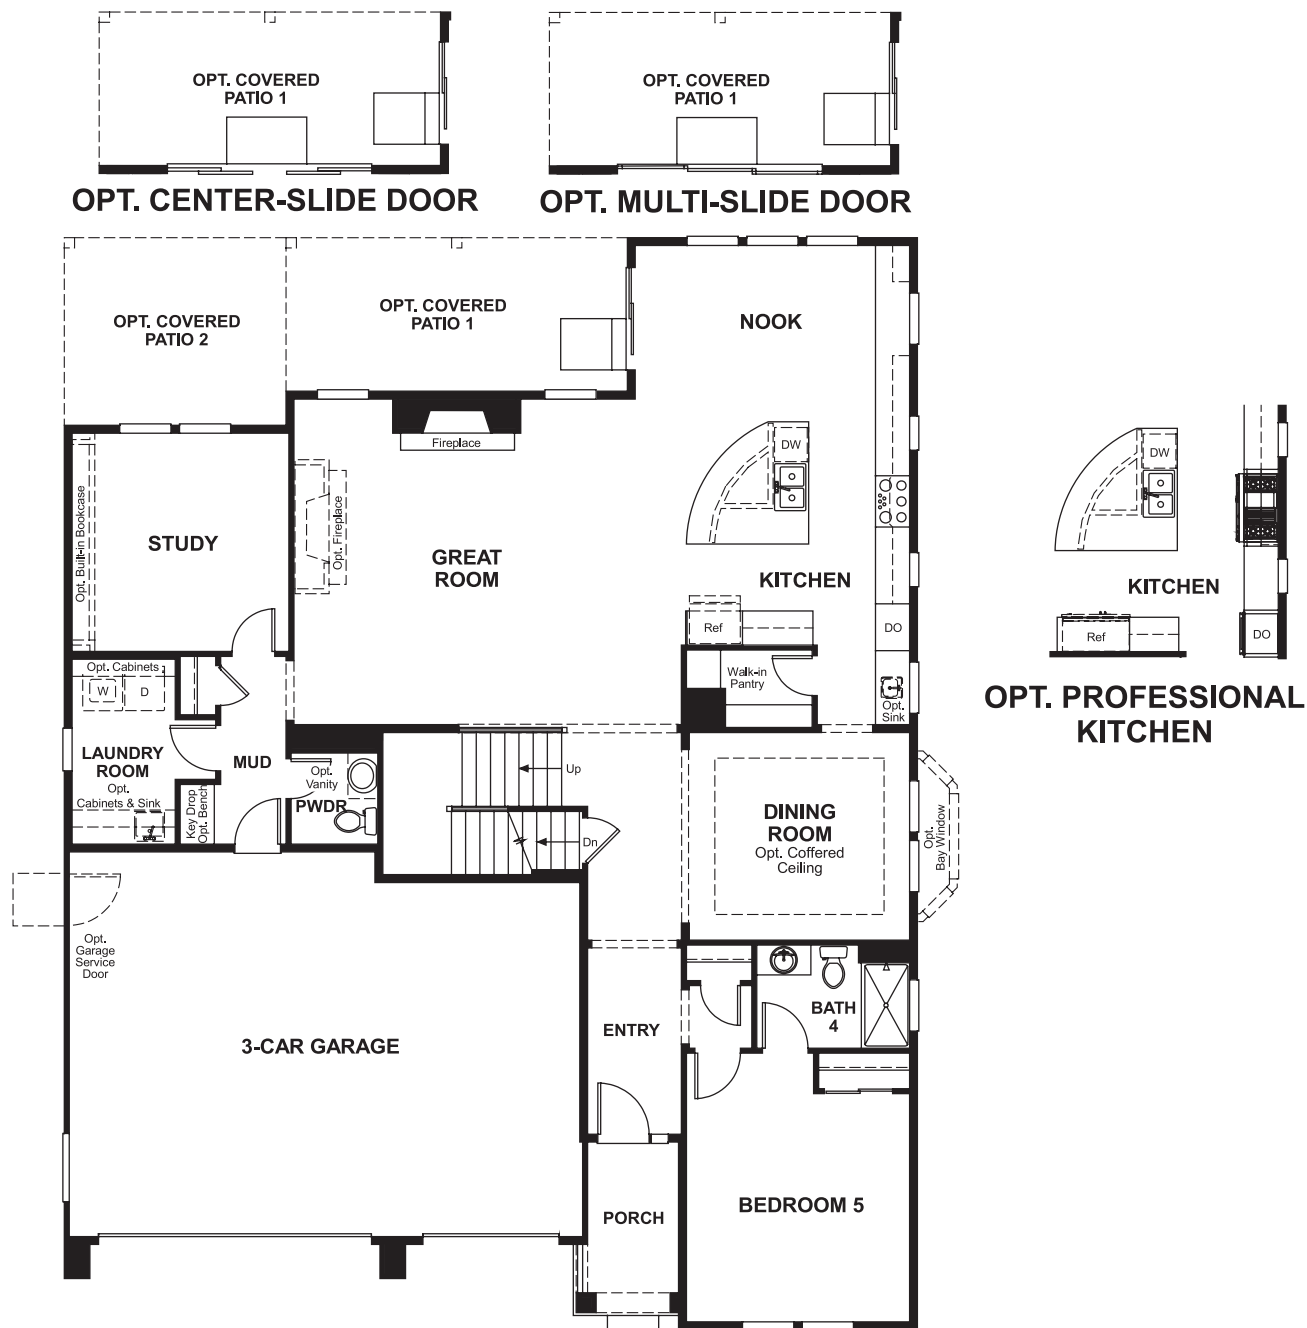 OPT. COVERED
PATIO 1
OPT. COVERED
PATIO 1
OPT. CENTER-SLIDE DOOR
OPT. MULTI-SLIDE DOOR
OPT. COVERED
PATIO 2
OPT. COVERED
PATIO 1
NOOK
Fireplace
DW
Opt. Built-in Bookcase
STUDY
Opt. Fireplace
GREAT
ROOM
KITCHEN
Ref
DO
DW
KITCHEN
Ref
DO
OPT. PROFESSIONAL
KITCHEN
Opt. Cabinets
W
D
Walk-in
Pantry
Opt.
Sink
LAUNDRY
ROOM
Opt.
Cabinets & Sink
MUD
Key Drop
Opt. Bench
Opt.
Vanity
PWDR
Up
Dn
DINING
ROOM
Opt. Coffered
Ceiling
Opt.
Bay Window
Opt.
Garage
Service
Door
3-CAR GARAGE
ENTRY
BATH
4
PORCH
BEDROOM 5